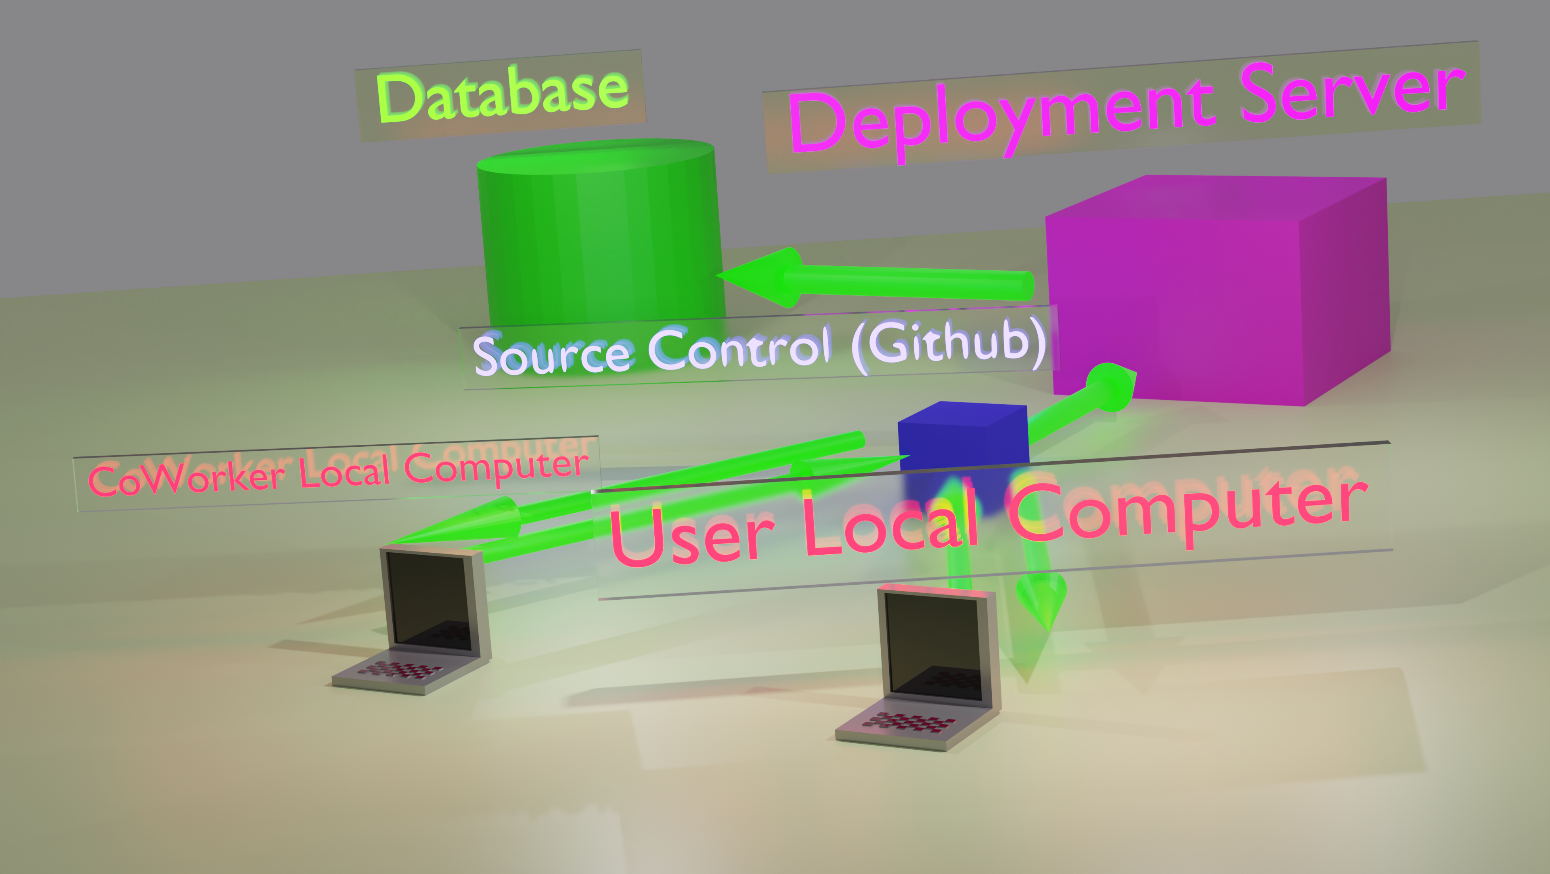 Database
Deployment Server
Source Control (Github)
CoWorker Local Computer
User Local Computer